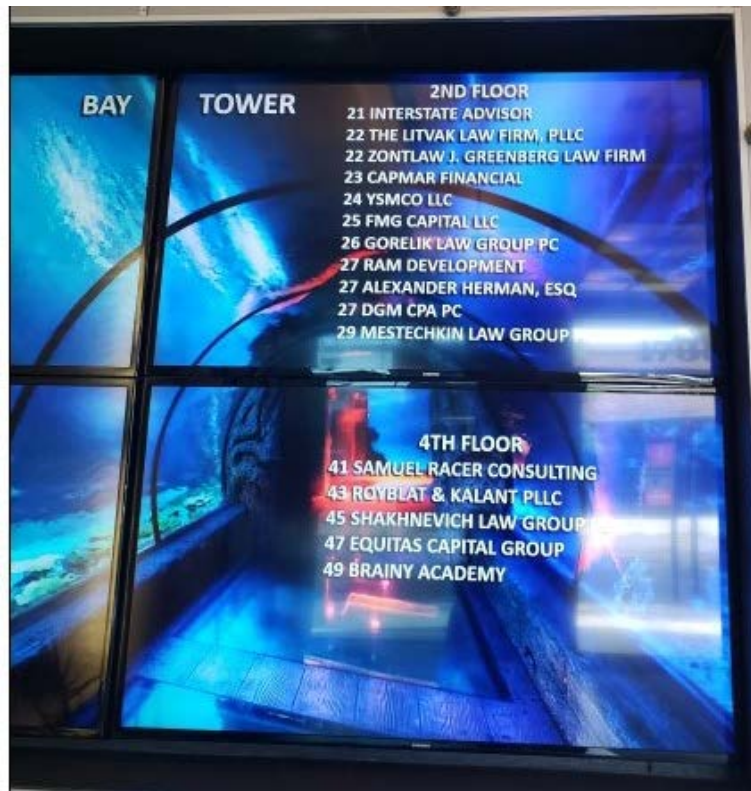 BAY TOWER
2ND FLOOR
21 INTERSTATE ADVISOR
22 THE LITVAK LAW FIRM, PLLC
22 ZONTLAW J. GREENBERG LAW FIRM
23 CAPMAR FINANCIAL
24 YSMCO LLC
25 FMG CAPITAL LLC
26 GORELIK LAW GROUP PC
27 RAM DEVELOPMENT
27 ALEXANDER HERMAN, ESQ
27 DGM CPA PC
29 MESTECHKIN LAW GROUP
4TH FLOOR
41 SAMUEL RACER CONSULTING
43 ROYBLAT & KALANT PLLC
45 SHAKHNEVICH LAW GROUP
47 EQUITAS CAPITAL GROUP
49 BRAINY ACADEMY